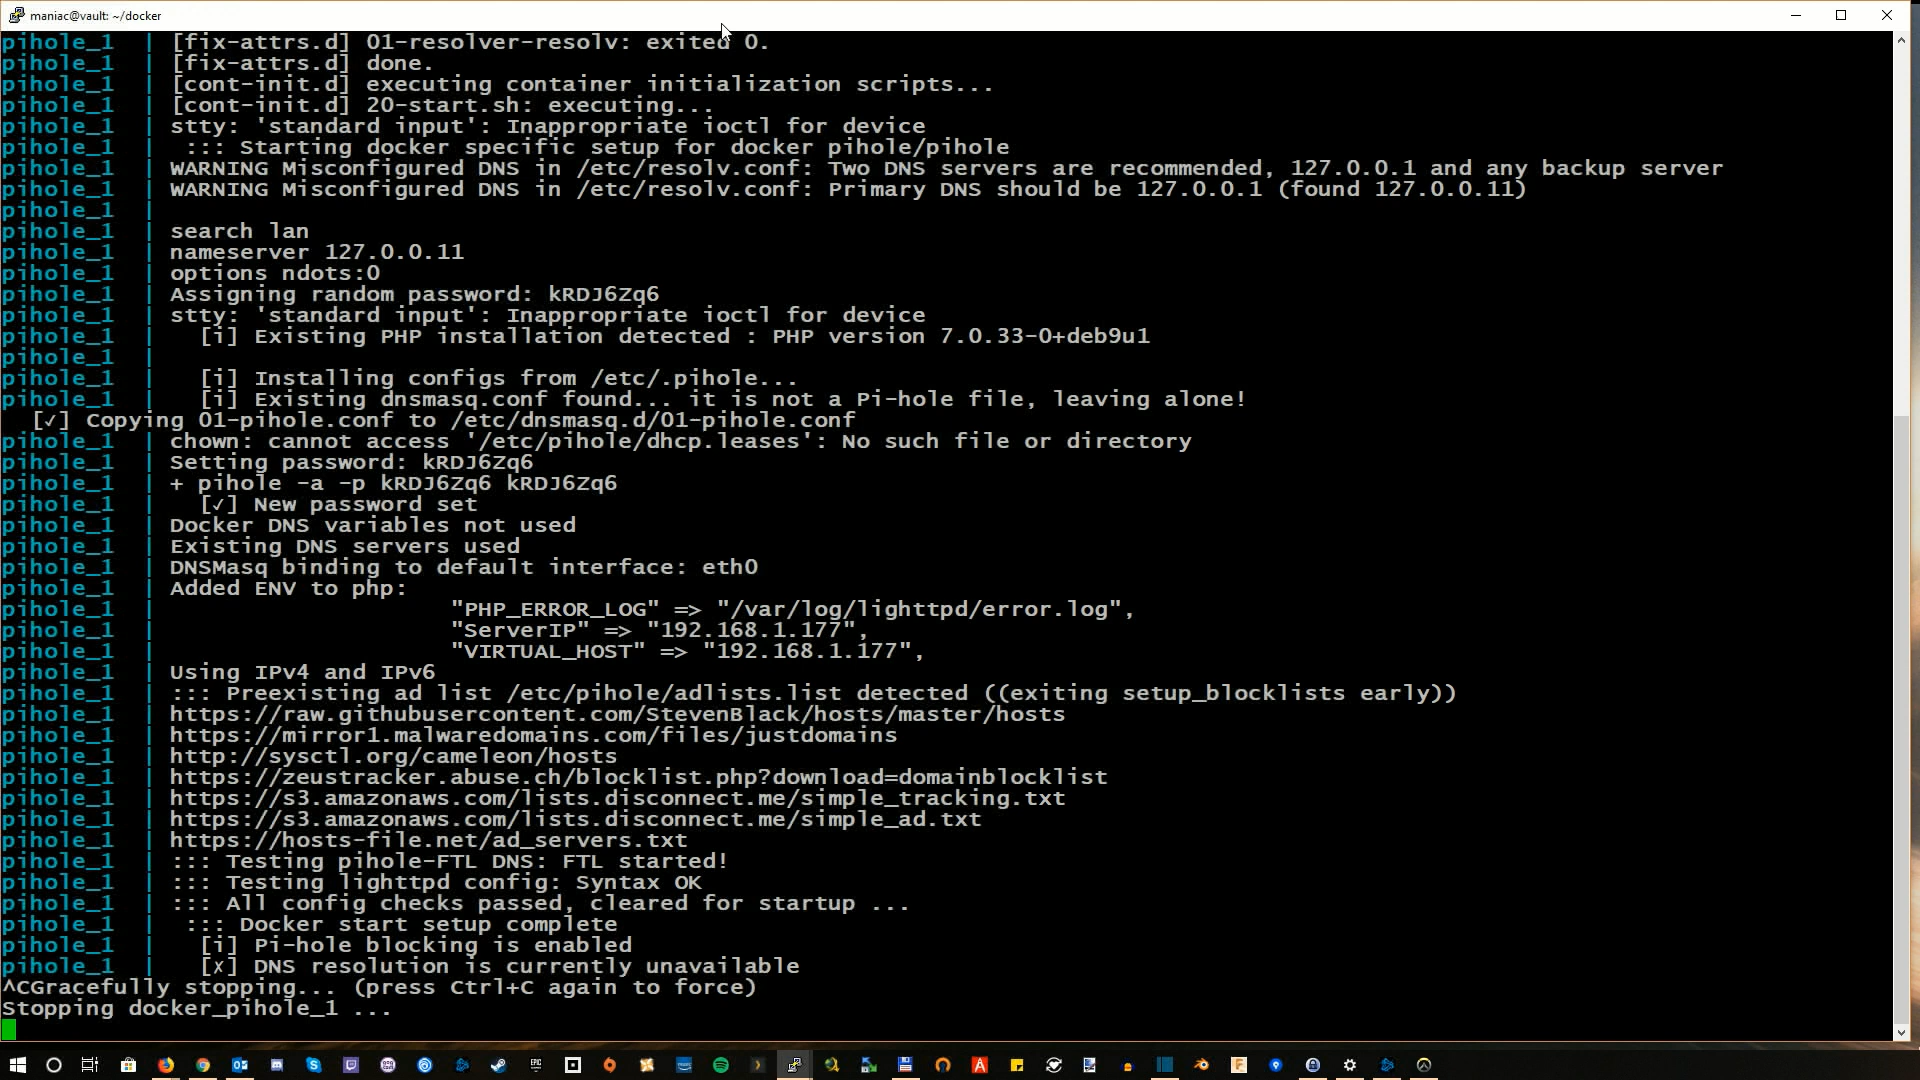 maniac@vault: ~/docker
pihole_1 | [fix-attrs.d] 01-resolver-resolv: exited 0.
pihole_1 | [fix-attrs.d] done.
pihole_1 | [cont-init.d] executing container initialization scripts...
pihole_1 | [cont-init.d] 20-start.sh: executing...
pihole_1 | stty: 'standard input': Inappropriate ioctl for device
pihole_1 | ::: Starting docker specific setup for docker pihole/pihole
pihole_1 | WARNING Misconfigured DNS in /etc/resolv.conf: Two DNS servers are recommended, 127.0.0.1 and any backup server
pihole_1 | WARNING Misconfigured DNS in /etc/resolv.conf: Primary DNS should be 127.0.0.1 (found 127.0.0.11)
pihole_1 |
pihole_1 | search lan
pihole_1 | nameserver 127.0.0.11
pihole_1 | options ndots:0
pihole_1 | Assigning random password: kRDJ6Zq6
pihole_1 | stty: 'standard input': Inappropriate ioctl for device
pihole_1 | [i] Existing PHP installation detected : PHP version 7.0.33-0+deb9u1
pihole_1 |
pihole_1 | [i] Installing configs from /etc/.pihole...
pihole_1 | [i] Existing dnsmasq.conf found... it is not a Pi-hole file, leaving alone!
[✓] Copying 01-pihole.conf to /etc/dnsmasq.d/01-pihole.conf
pihole_1 | chown: cannot access '/etc/pihole/dhcp.leases': No such file or directory
pihole_1 | Setting password: kRDJ6Zq6
pihole_1 | + pihole -a -p kRDJ6Zq6 kRDJ6Zq6
pihole_1 | [✓] New password set
pihole_1 | Docker DNS variables not used
pihole_1 | Existing DNS servers used
pihole_1 | DNSMasq binding to default interface: eth0
pihole_1 | Added ENV to php:
pihole_1 | "PHP_ERROR_LOG" => "/var/log/lighttpd/error.log",
pihole_1 | "ServerIP" => "192.168.1.177",
pihole_1 | "VIRTUAL_HOST" => "192.168.1.177",
pihole_1 | Using IPv4 and IPv6
pihole_1 | ::: Preexisting ad list /etc/pihole/adlists.list detected ((exiting setup_blocklists early))
pihole_1 | https://raw.githubusercontent.com/StevenBlack/hosts/master/hosts
pihole_1 | https://mirror1.malwaredomains.com/files/justdomains
pihole_1 | http://sysctl.org/cameleon/hosts
pihole_1 | https://zeustracker.abuse.ch/blocklist.php?download=domainblocklist
pihole_1 | https://s3.amazonaws.com/lists.disconnect.me/simple_tracking.txt
pihole_1 | https://s3.amazonaws.com/lists.disconnect.me/simple_ad.txt
pihole_1 | https://hosts-file.net/ad_servers.txt
pihole_1 | ::: Testing pihole-FTL DNS: FTL started!
pihole_1 | ::: Testing lighttpd config: Syntax OK
pihole_1 | ::: All config checks passed, cleared for startup ...
pihole_1 | ::: Docker start setup complete
pihole_1 | [i] Pi-hole blocking is enabled
pihole_1 | [✗] DNS resolution is currently unavailable
^CGracefully stopping... (press Ctrl+C again to force)
Stopping docker_pihole_1 ...